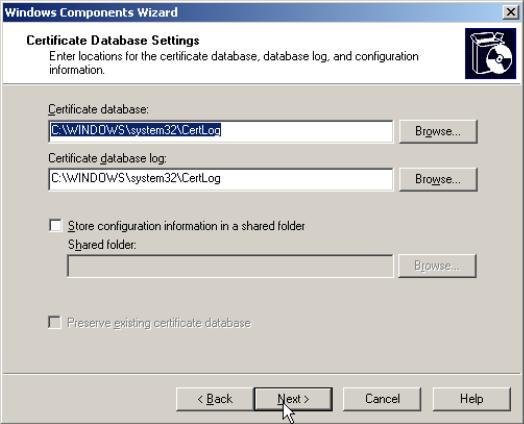 Windows Components Wizard
Certificate Database Settings
Enter locations for the certificate database, database log, and configuration
information.
Certificate database:
C:\WINDOWS\system32\CertLog
Browse...
Certificate database log:
C:\WINDOWS\system32\CertLog
Browse...
Store configuration information in a shared folder
Shared folder:
Browse...
Preserve existing certificate database
< Back
Next >
Cancel
Help